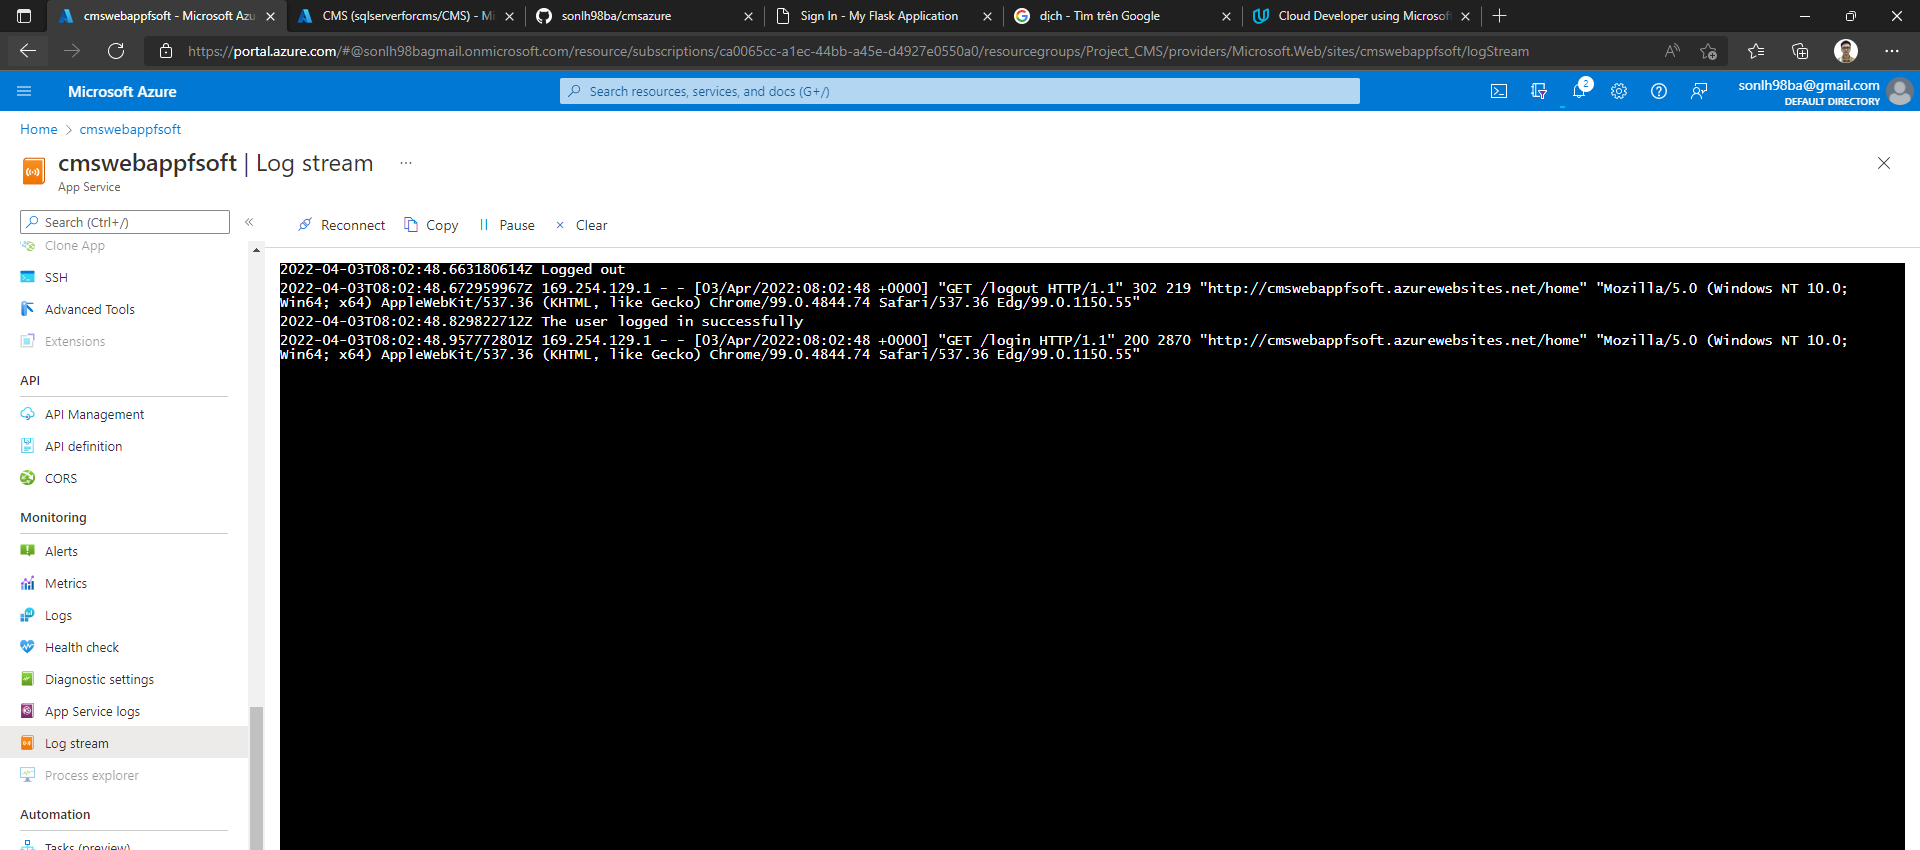 cmswebappfsoft - Microsoft Azu
CMS (sqlserverforcms/CMS) - Mi
sonlh98ba/cmsazure
Sign In - My Flask Application
dịch - Tìm trên Google
Cloud Developer using Microsof
https://portal.azure.com/#@sonlh98bagmail.onmicrosoft.com/resource/subscriptions/ca0065cc-a1ec-44bb-a45e-d4927e0550a0/resourcegroups/Project_CMS/providers/Microsoft.Web/sites/cmswebappfsoft/logStream
Microsoft Azure
Search resources, services, and docs (G+/)
2
sonlh98ba@gmail.com
DEFAULT DIRECTORY
Home
cmswebappfsoft
cmswebappfsoft | Log stream
App Service
Search (Ctrl+/)
Reconnect
Copy
Pause
Clear
Clone App
SSH
Advanced Tools
Extensions
API
API Management
API definition
CORS
Monitoring
Alerts
Metrics
Logs
Health check
Diagnostic settings
App Service logs
Log stream
Process explorer
Automation
Tasks (preview)
2022-04-03T08:02:48.663180614Z Logged out
2022-04-03T08:02:48.672959967Z 169.254.129.1 - - [03/Apr/2022:08:02:48 +0000] "GET /logout HTTP/1.1" 302 219 "http://cmswebappfsoft.azurewebsites.net/home" "Mozilla/5.0 (Windows NT 10.0;
Win64; x64) AppleWebKit/537.36 (KHTML, like Gecko) Chrome/99.0.4844.74 Safari/537.36 Edg/99.0.1150.55"
2022-04-03T08:02:48.829822712Z The user logged in successfully
2022-04-03T08:02:48.957772801Z 169.254.129.1 - - [03/Apr/2022:08:02:48 +0000] "GET /login HTTP/1.1" 200 2870 "http://cmswebappfsoft.azurewebsites.net/home" "Mozilla/5.0 (Windows NT 10.0;
Win64; x64) AppleWebKit/537.36 (KHTML, like Gecko) Chrome/99.0.4844.74 Safari/537.36 Edg/99.0.1150.55"